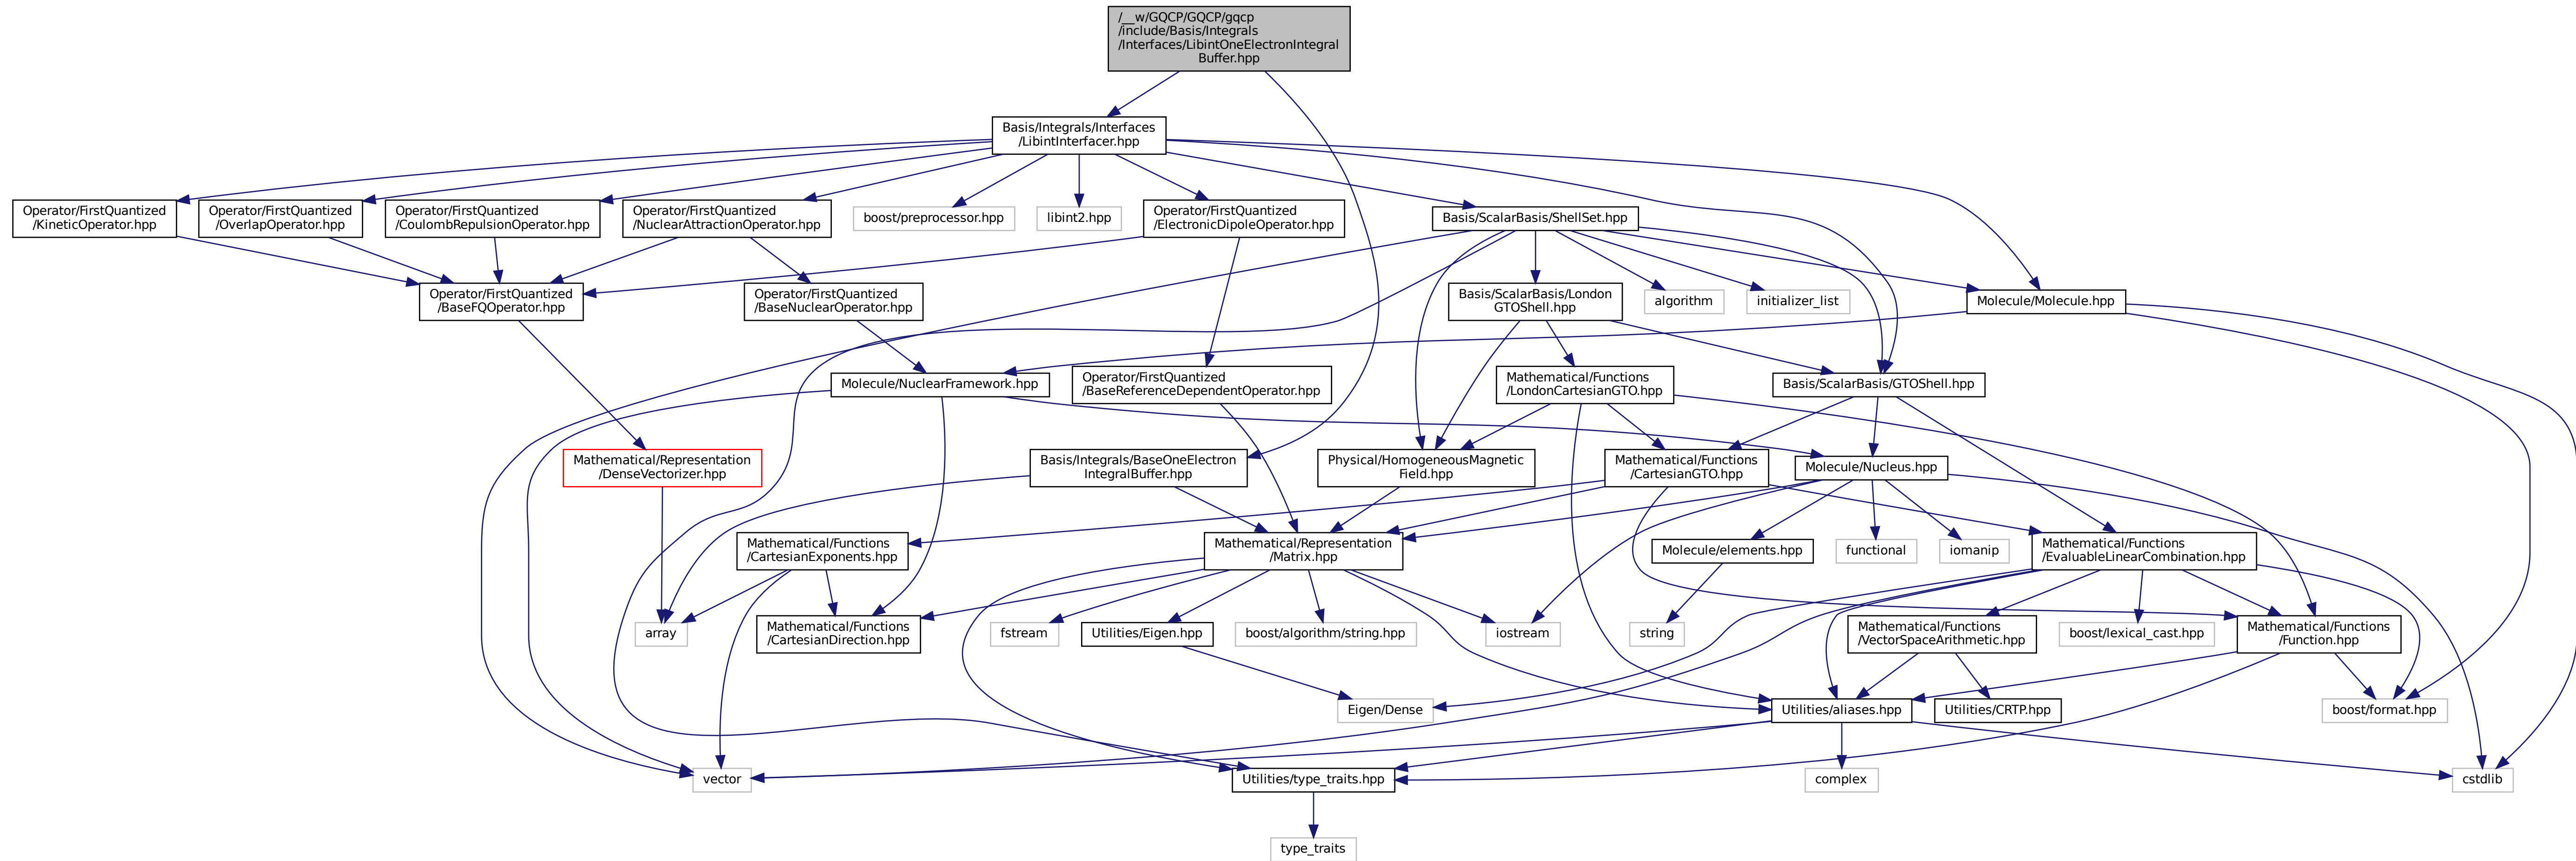 /__w/GQCP/GQCP/gqcp
/include/Basis/Integrals
/Interfaces/LibintOneElectronIntegral
Buffer.hpp
Basis/Integrals/Interfaces
/LibintInterfacer.hpp
Operator/FirstQuantized
/KineticOperator.hpp
Operator/FirstQuantized
/OverlapOperator.hpp
Operator/FirstQuantized
/CoulombRepulsionOperator.hpp
Operator/FirstQuantized
/NuclearAttractionOperator.hpp
boost/preprocessor.hpp
libint2.hpp
Operator/FirstQuantized
/ElectronicDipoleOperator.hpp
Basis/ScalarBasis/ShellSet.hpp
Operator/FirstQuantized
/BaseFQOperator.hpp
Operator/FirstQuantized
/BaseNuclearOperator.hpp
Basis/ScalarBasis/London
GTOShell.hpp
algorithm
initializer_list
Molecule/Molecule.hpp
Molecule/NuclearFramework.hpp
Operator/FirstQuantized
/BaseReferenceDependentOperator.hpp
Mathematical/Functions
/LondonCartesianGTO.hpp
Basis/ScalarBasis/GTOShell.hpp
Mathematical/Representation
/DenseVectorizer.hpp
Basis/Integrals/BaseOneElectron
IntegralBuffer.hpp
Physical/HomogeneousMagnetic
Field.hpp
Mathematical/Functions
/CartesianGTO.hpp
Molecule/Nucleus.hpp
Mathematical/Functions
/CartesianExponents.hpp
Mathematical/Representation
/Matrix.hpp
Molecule/elements.hpp
functional
iomanip
Mathematical/Functions
/EvaluableLinearCombination.hpp
array
Mathematical/Functions
/CartesianDirection.hpp
fstream
Utilities/Eigen.hpp
boost/algorithm/string.hpp
iostream
string
Mathematical/Functions
/VectorSpaceArithmetic.hpp
boost/lexical_cast.hpp
Mathematical/Functions
/Function.hpp
Eigen/Dense
Utilities/aliases.hpp
Utilities/CRTP.hpp
boost/format.hpp
vector
Utilities/type_traits.hpp
complex
cstdlib
type_traits